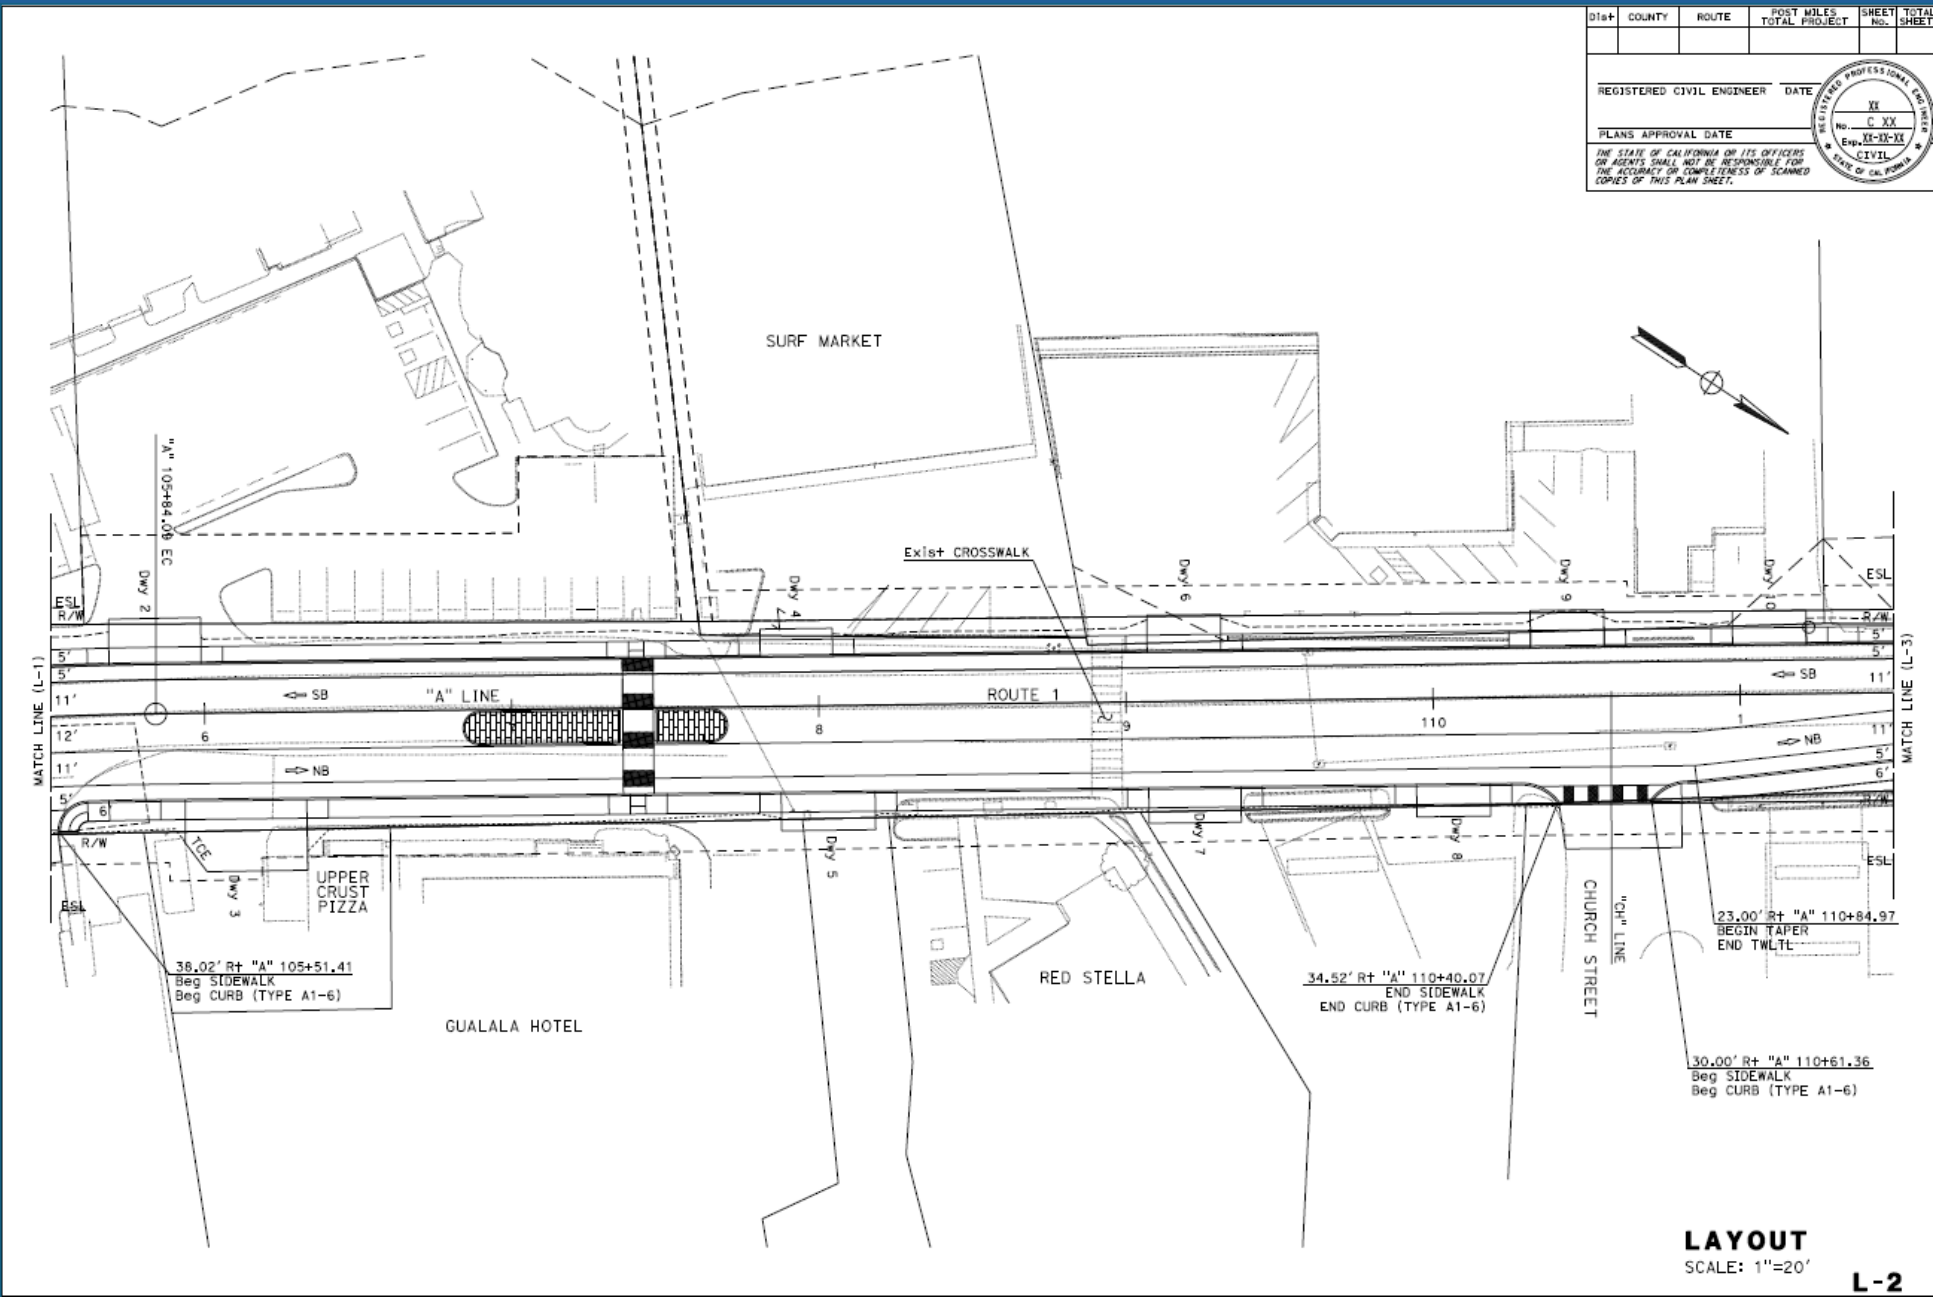 Dist COUNTY ROUTE POST MILES TOTAL PROJECT SHEET No. TOTAL SHEET
REGISTERED CIVIL ENGINEER DATE
PLANS APPROVAL DATE
THE STATE OF CALIFORNIA OR ITS OFFICERS
OR AGENTS SHALL NOT BE RESPONSIBLE FOR
THE ACCURACY OR COMPLETENESS OF SCANNED
COPIES OF THIS PLAN SHEET.
REGISTERED PROFESSIONAL ENGINEER
XX
No. C XX
Exp. XX-XX-XX
CIVIL
STATE OF CALIFORNIA
SURF MARKET
"A" 105+84.09 EC
Exist CROSSWALK
Dwy 2
Dwy 4
Dwy 6
Dwy 9
Dwy 10
ESL
R/W
ESL
R/W
MATCH LINE (L-1)
5'
5'
11'
12'
11'
5'
6'
SB
"A" LINE
ROUTE 1
SB
6
8
9
110
1
NB
NB
5'
5'
11'
11'
5'
6'
R/W
MATCH LINE (L-3)
R/W
TCE
ESL
ESL
Dwy 3
UPPER
CRUST
PIZZA
Dwy 5
Dwy 7
Dwy 8
38.02' Rt "A" 105+51.41
Beg SIDEWALK
Beg CURB (TYPE A1-6)
GUALALA HOTEL
RED STELLA
34.52' Rt "A" 110+40.07
END SIDEWALK
END CURB (TYPE A1-6)
CHURCH STREET
"CH" LINE
23.00' Rt "A" 110+84.97
BEGIN TAPER
END TWLTL
30.00' Rt "A" 110+61.36
Beg SIDEWALK
Beg CURB (TYPE A1-6)
LAYOUT
SCALE: 1"=20'
L-2